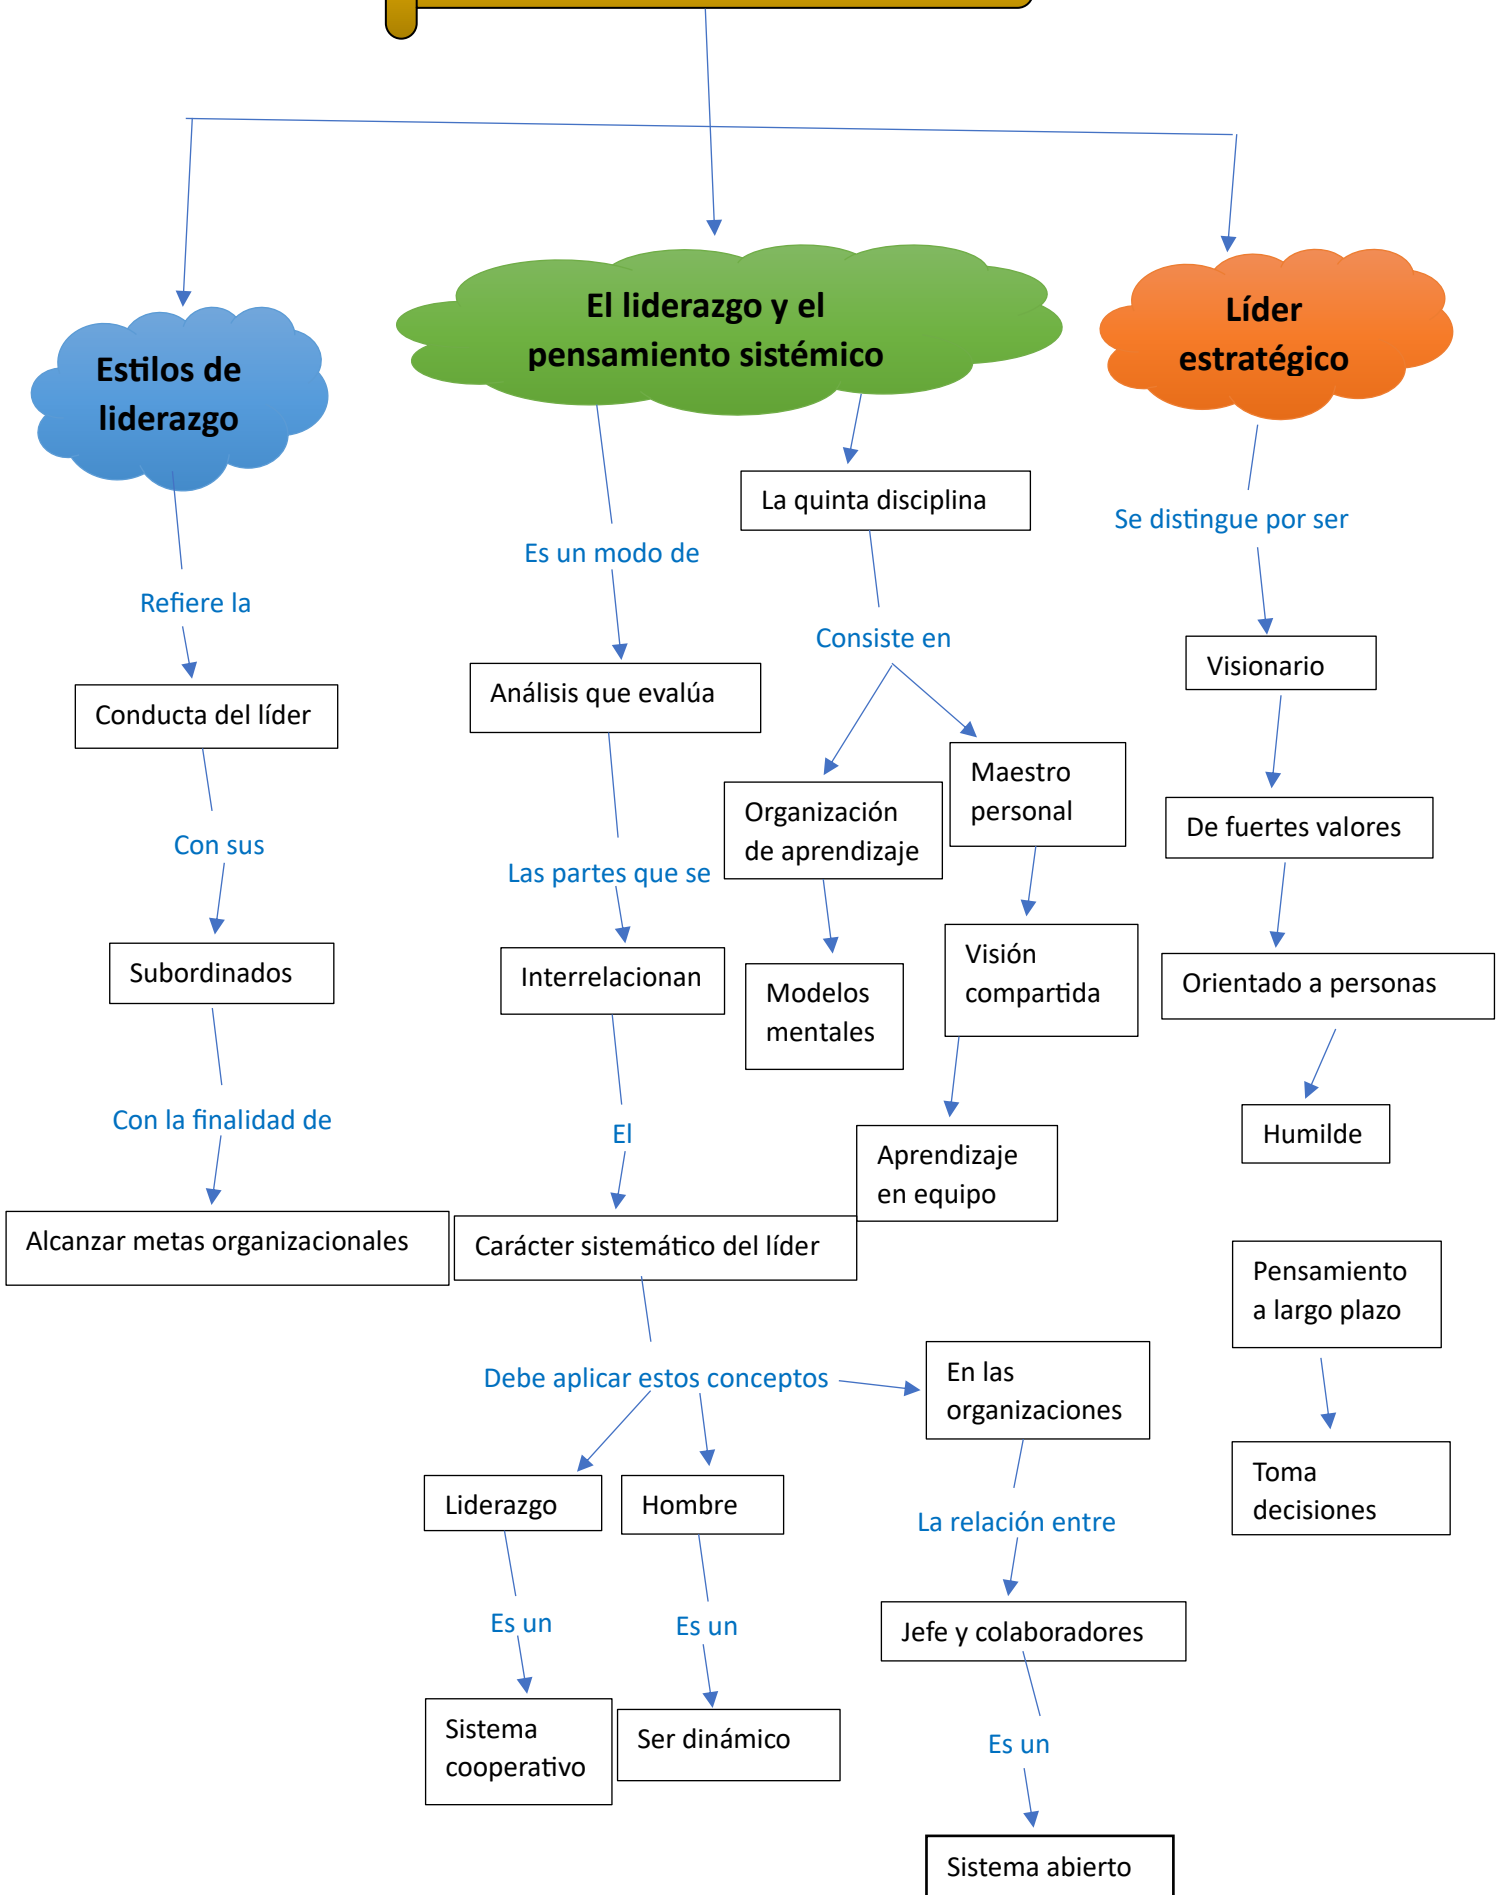 Estilos de
liderazgo
Refiere la
Conducta del líder
Con sus
Subordinados
Con la finalidad de
Alcanzar metas organizacionales
El liderazgo y el
pensamiento sistémico
Es un modo de
Análisis que evalúa
Las partes que se
Interrelacionan
El
Carácter sistemático del líder
Debe aplicar estos conceptos
Liderazgo
Es un
Sistema
cooperativo
Hombre
Es un
Ser dinámico
En las
organizaciones
La relación entre
Jefe y colaboradores
Es un
Sistema abierto
La quinta disciplina
Consiste en
Organización
de aprendizaje
Modelos
mentales
Maestro
personal
Visión
compartida
Aprendizaje
en equipo
Líder
estratégico
Se distingue por ser
Visionario
De fuertes valores
Orientado a personas
Humilde
Pensamiento
a largo plazo
Toma
decisiones